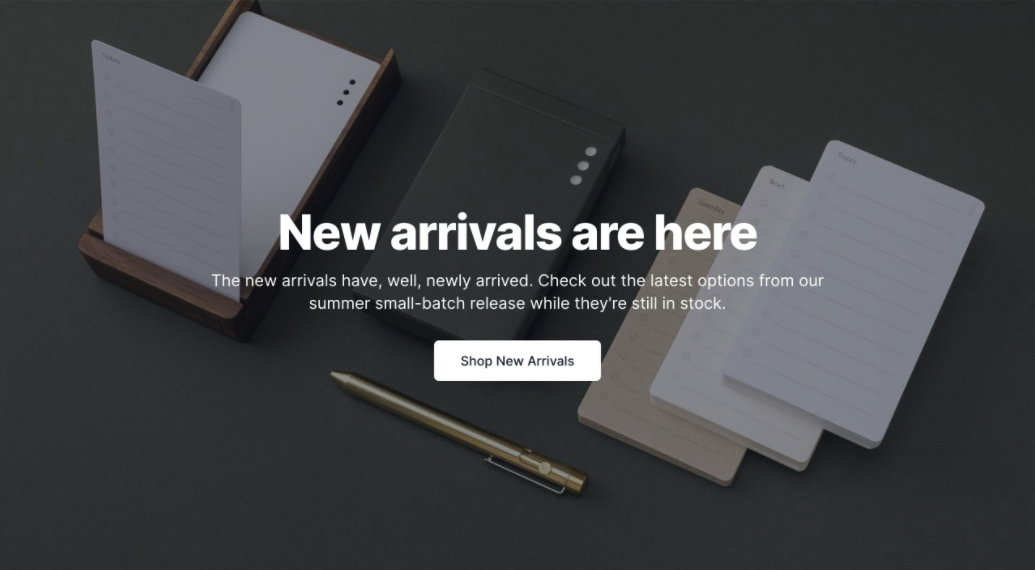 Today
New arrivals are here
The new arrivals have, well, newly arrived. Check out the latest options from our
summer small-batch release while they're still in stock.
Shop New Arrivals
Today
Next
Someday